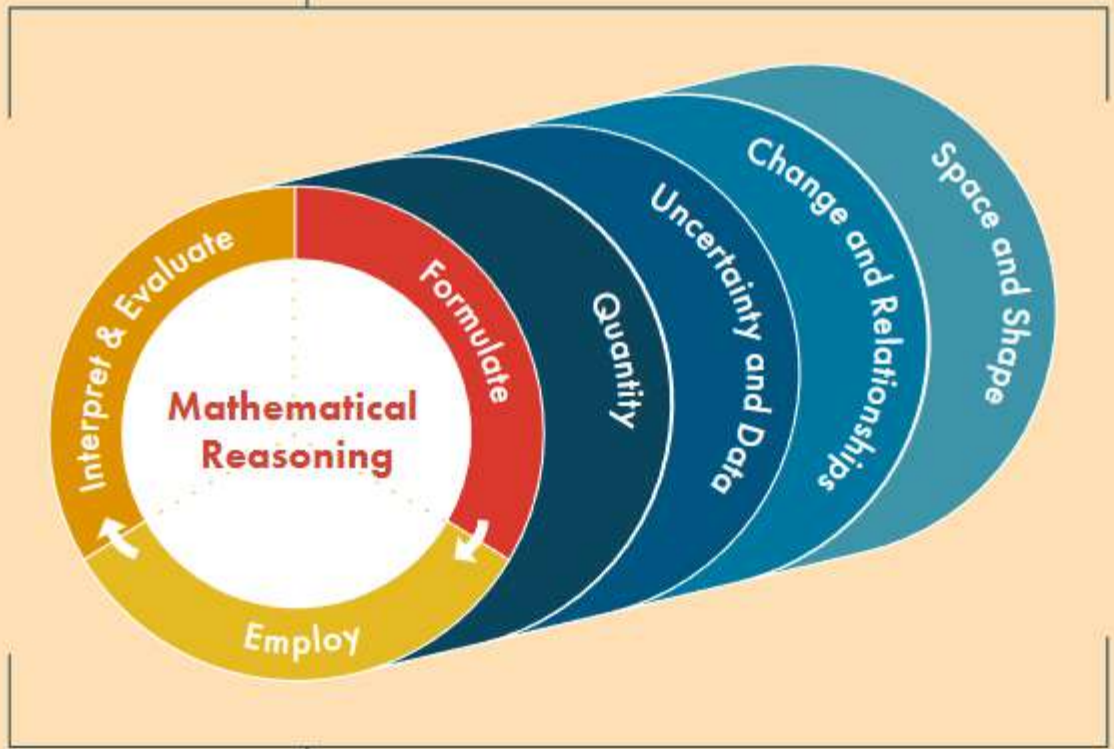 Mathematical
Reasoning
Formulate
Employ
Interpret & Evaluate
Quantity
Uncertainty and Data
Change and Relationships
Space and Shape